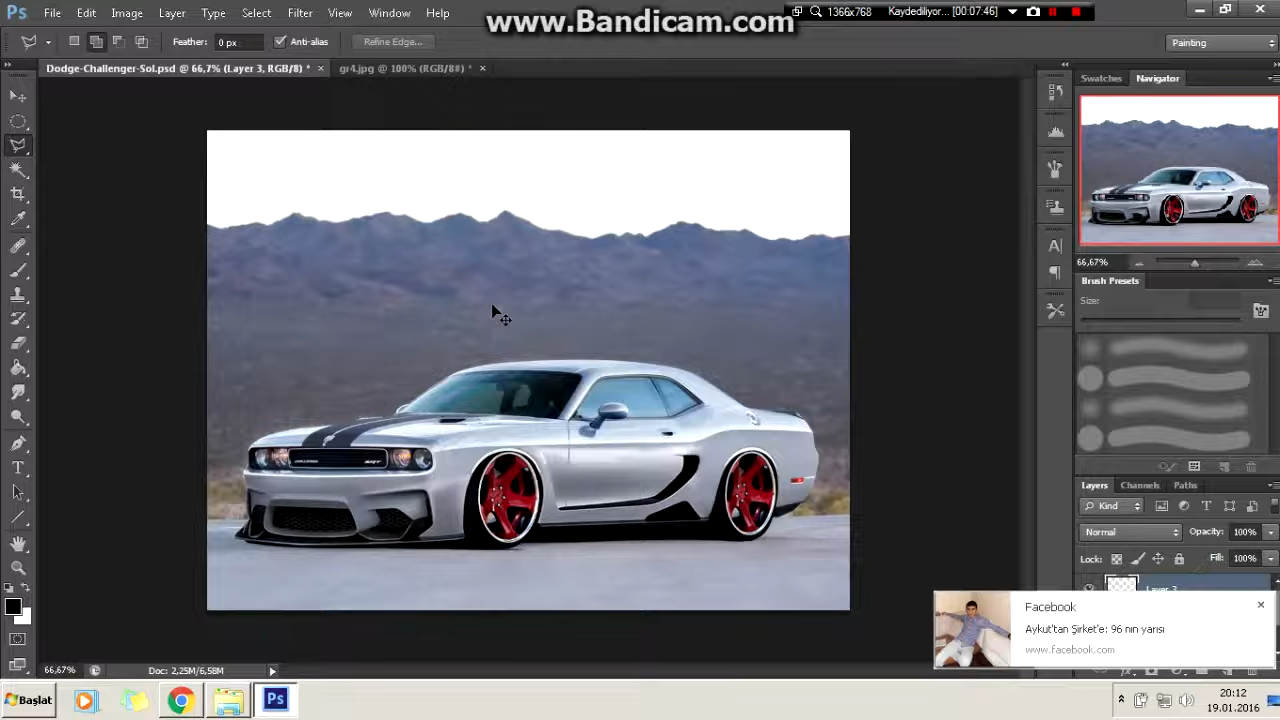 Ps File Edit Image Layer Type Select Filter View Window Help
www.Bandicam.com
1366x768 Kaydediliyor... [00:07:46]
Feather: 0 px Anti-alias Refine Edge... Painting
Dodge-Challenger-Sol.psd @ 66,7% (Layer 3, RGB/8) * × gr4.jpg @ 100% (RGB/8#) * ×
Swatches Navigator
66,67%
Brush Presets
Size:
Layers Channels Paths
Kind
Normal Opacity: 100%
Lock: Fill: 100%
Layer 3
Facebook
Aykut'tan Şirket'e: 96 nın yarısı
www.facebook.com
66,67% Doc: 2,25M/6,58M
Başlat Ps
20:12
19.01.2016